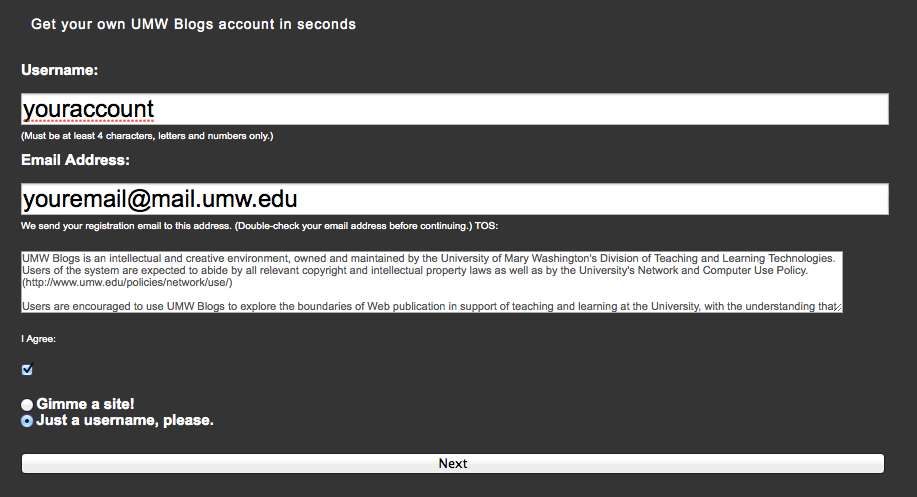 Get your own UMW Blogs account in seconds
Username:
youraccount
(Must be at least 4 characters, letters and numbers only.)
Email Address:
youremail@mail.umw.edu
We send your registration email to this address. (Double-check your email address before continuing.) TOS:
UMW Blogs is an intellectual and creative environment, owned and maintained by the University of Mary Washington's Division of Teaching and Learning Technologies.
Users of the system are expected to abide by all relevant copyright and intellectual property laws as well as by the University's Network and Computer Use Policy.
(http://www.umw.edu/policies/network/use/)
Users are encouraged to use UMW Blogs to explore the boundaries of Web publication in support of teaching and learning at the University, with the understanding that
I Agree:
Gimme a site!
Just a username, please.
Next